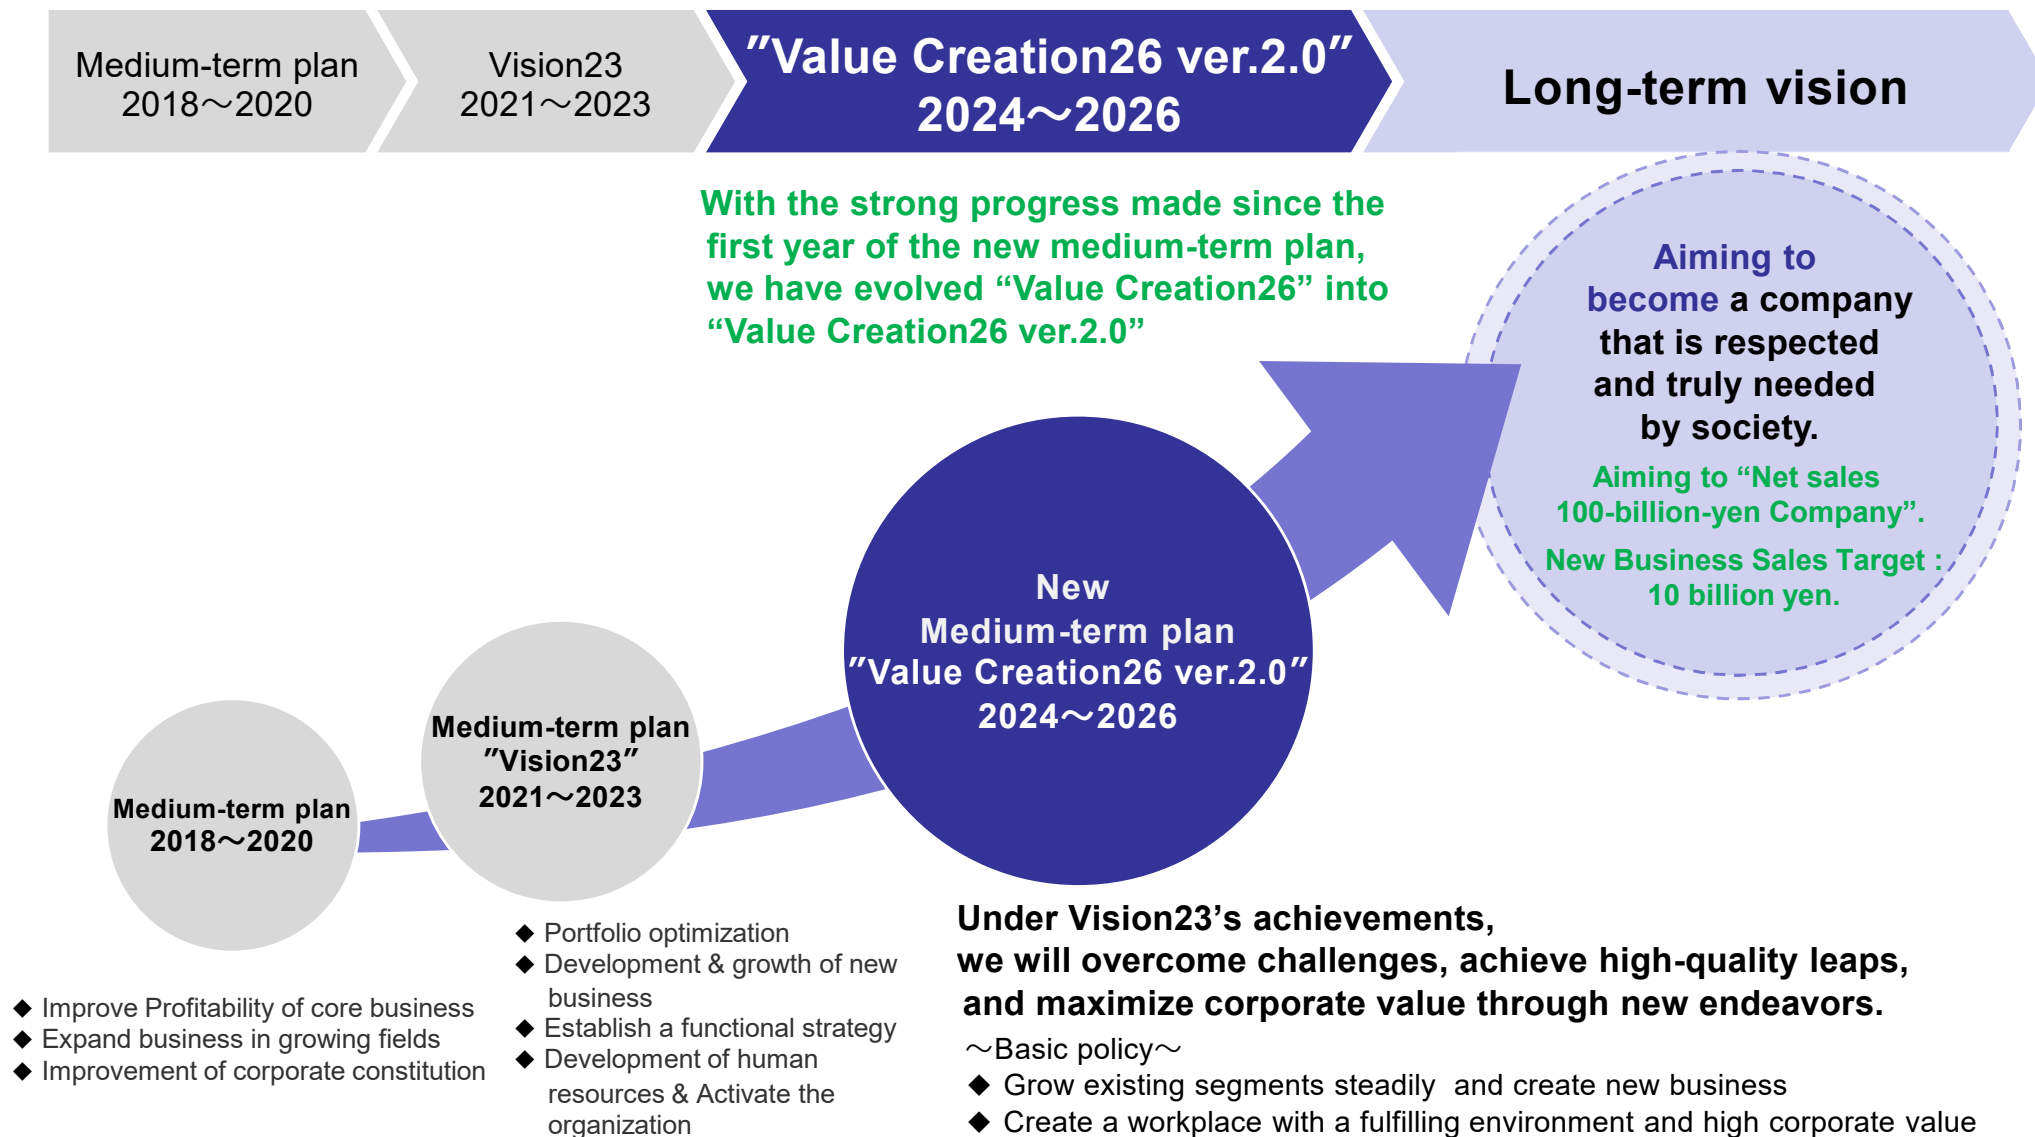 Medium-term plan
2018～2020
Vision23
2021～2023
″Value Creation26 ver.2.0″
2024～2026
Long-term vision
With the strong progress made since the
first year of the new medium-term plan,
we have evolved “Value Creation26” into
“Value Creation26 ver.2.0”
Aiming to
become a company
that is respected
and truly needed
by society.
Aiming to “Net sales
100-billion-yen Company”.
New Business Sales Target :
10 billion yen.
New
Medium-term plan
″Value Creation26 ver.2.0″
2024～2026
Medium-term plan
″Vision23″
2021～2023
Medium-term plan
2018～2020
◆ Improve Profitability of core business
◆ Expand business in growing fields
◆ Improvement of corporate constitution
◆ Portfolio optimization
◆ Development & growth of new
business
◆ Establish a functional strategy
◆ Development of human
resources & Activate the
organization
Under Vision23’s achievements,
we will overcome challenges, achieve high-quality leaps,
and maximize corporate value through new endeavors.
～Basic policy～
◆ Grow existing segments steadily  and create new business
◆ Create a workplace with a fulfilling environment and high corporate value